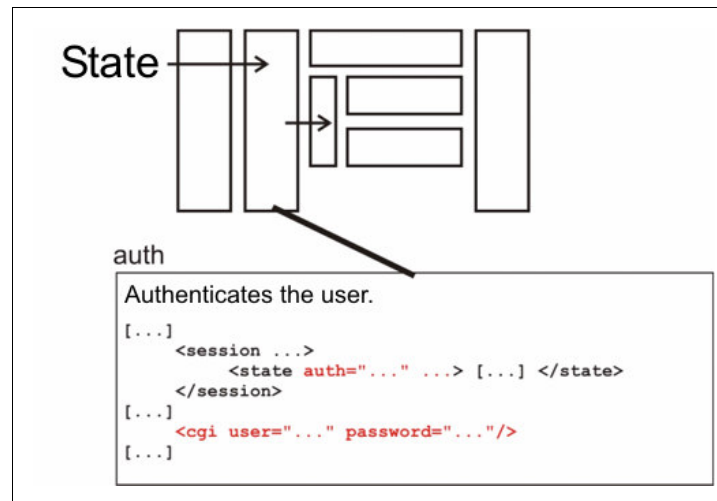 State
auth
Authenticates the user.
[...]
<session ...>
<state auth="..." ...> [...] </state>
</session>
[...]
<cgi user="..." password="..."/>
[...]